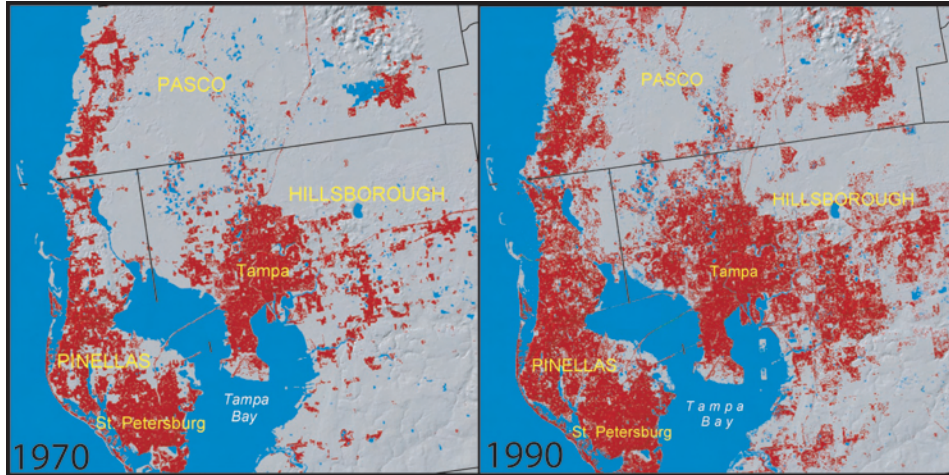 PASCO
HILLSBOROUGH
Tampa
PINELLAS
Tampa
Bay
St. Petersburg
1970
PASCO
HILLSBOROUGH
Tampa
PINELLAS
Tampa
Bay
St. Petersburg
1990